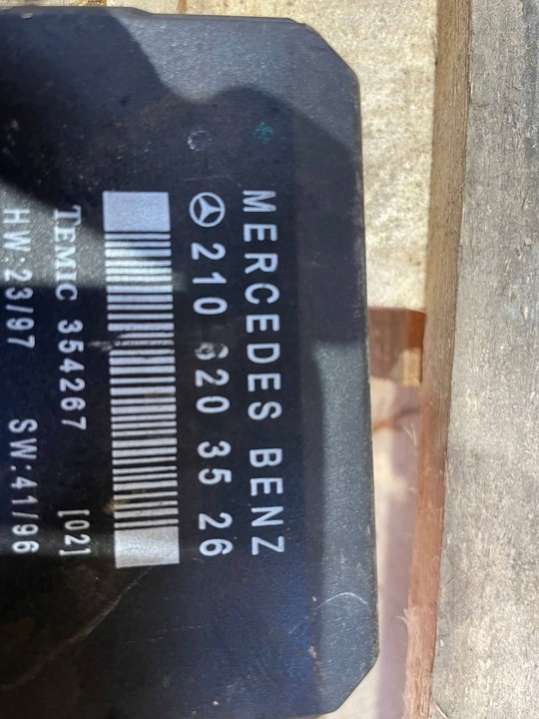 MERCEDES BENZ
210 820 35 26
TEMIC 354267 [02]
HW:23/97 SW:41/96